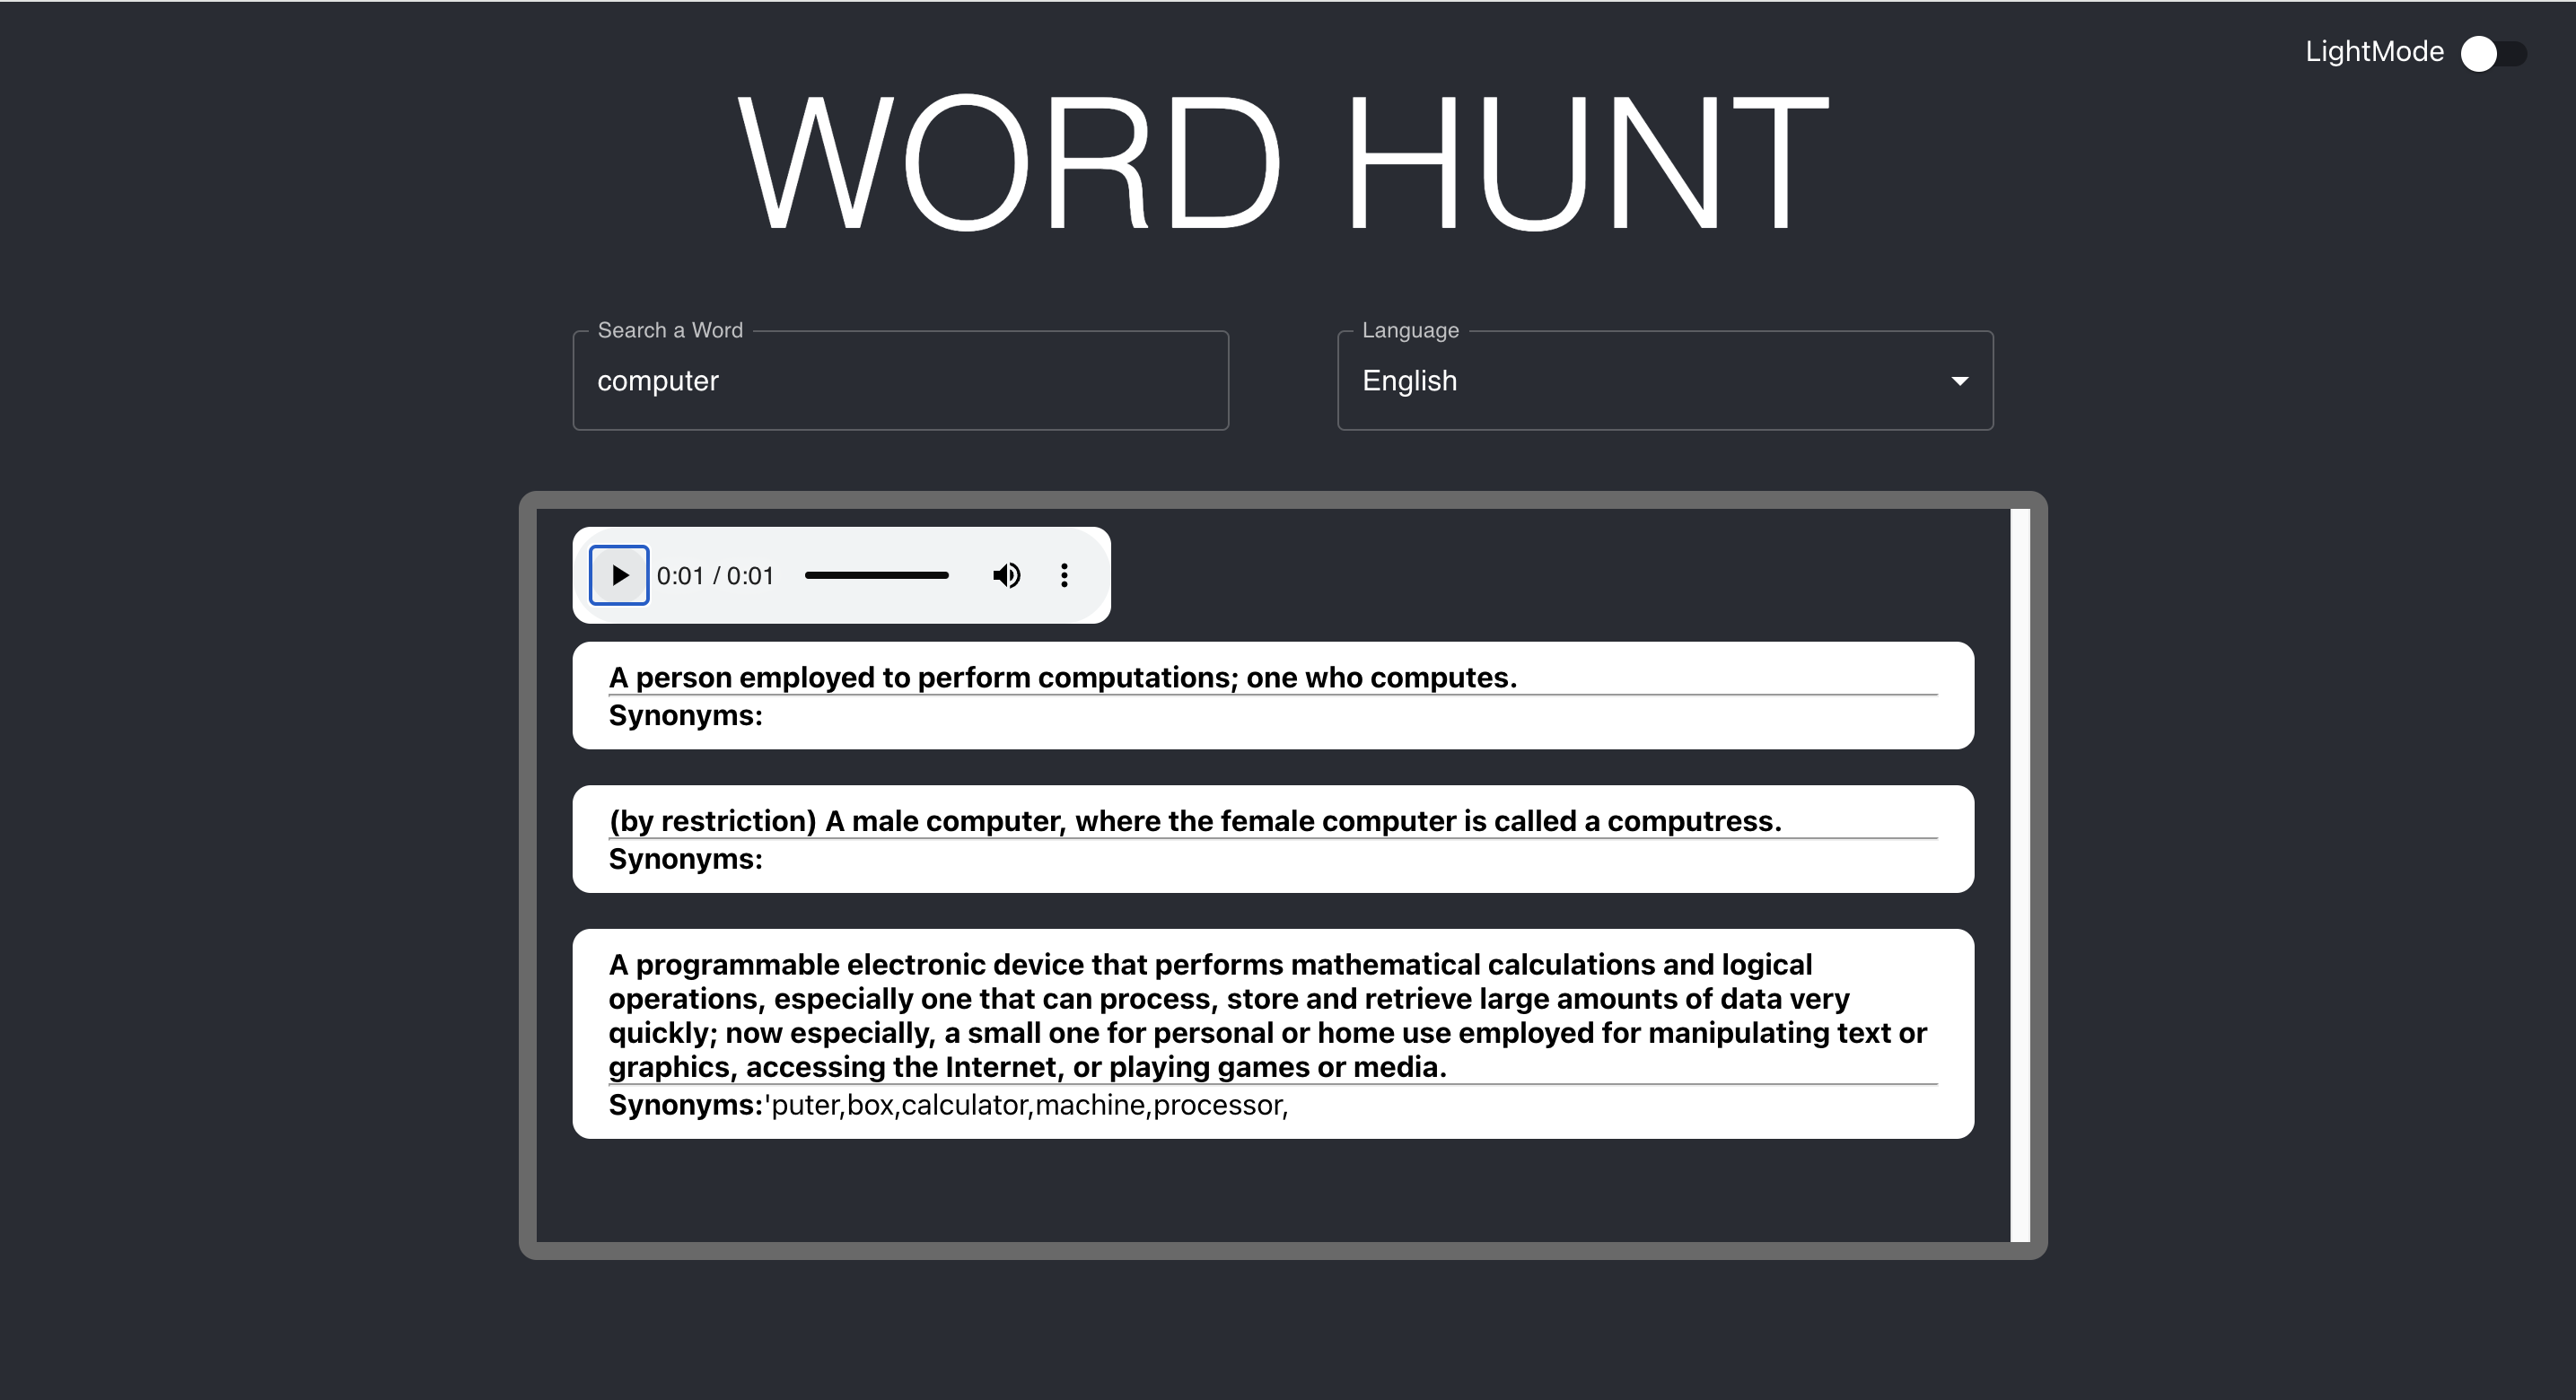 LightMode
WORD HUNT
Search a Word
computer
Language
English
0:01 / 0:01
A person employed to perform computations; one who computes.
Synonyms:
(by restriction) A male computer, where the female computer is called a computress.
Synonyms:
A programmable electronic device that performs mathematical calculations and logical
operations, especially one that can process, store and retrieve large amounts of data very
quickly; now especially, a small one for personal or home use employed for manipulating text or
graphics, accessing the Internet, or playing games or media.
Synonyms:'puter,box,calculator,machine,processor,